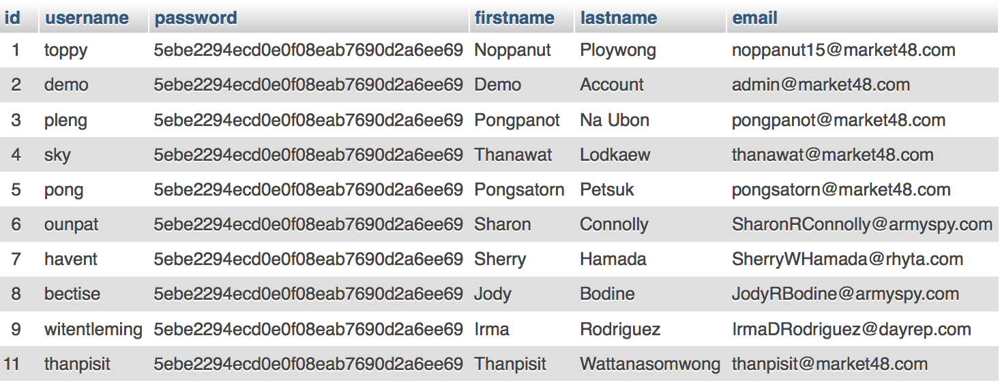 id username password firstname lastname email
1 toppy 5ebe2294ecd0e0f08eab7690d2a6ee69 Noppanut Ploywong noppanut15@market48.com
2 demo 5ebe2294ecd0e0f08eab7690d2a6ee69 Demo Account admin@market48.com
3 pleng 5ebe2294ecd0e0f08eab7690d2a6ee69 Pongpanot Na Ubon pongpanot@market48.com
4 sky 5ebe2294ecd0e0f08eab7690d2a6ee69 Thanawat Lodkaew thanawat@market48.com
5 pong 5ebe2294ecd0e0f08eab7690d2a6ee69 Pongsatorn Petsuk pongsatorn@market48.com
6 ounpat 5ebe2294ecd0e0f08eab7690d2a6ee69 Sharon Connolly SharonRConnolly@armyspy.com
7 havent 5ebe2294ecd0e0f08eab7690d2a6ee69 Sherry Hamada SherryWHamada@rhyta.com
8 bectise 5ebe2294ecd0e0f08eab7690d2a6ee69 Jody Bodine JodyRBodine@armyspy.com
9 witentleming 5ebe2294ecd0e0f08eab7690d2a6ee69 Irma Rodriguez IrmaDRodriguez@dayrep.com
11 thanpisit 5ebe2294ecd0e0f08eab7690d2a6ee69 Thanpisit Wattanasomwong thanpisit@market48.com